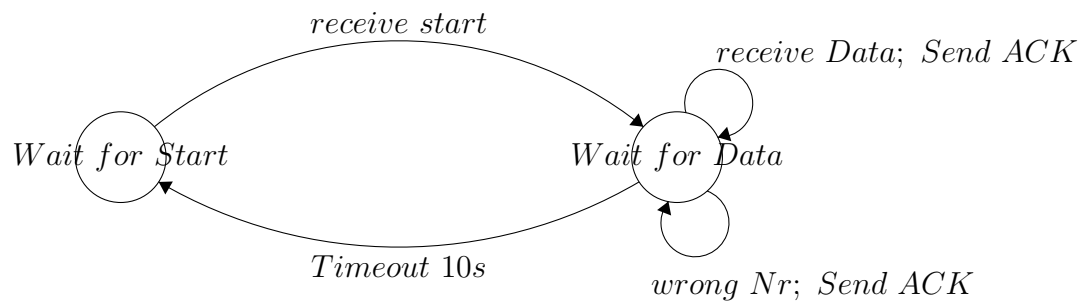 receive start
receive Data; Send ACK
Wait for Start
Wait for Data
Timeout 10s
wrong Nr; Send ACK